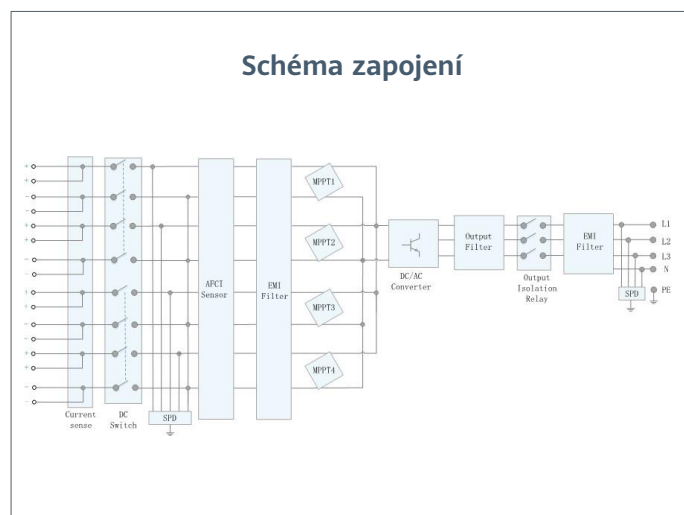 Schéma zapojení
+
+
-
-
+
+
-
-
+
+
-
-
+
+
-
-
Current
sense
DC
Switch
SPD
AFCI
Sensor
EMI
Filter
MPPT1
MPPT2
MPPT3
MPPT4
DC/AC
Converter
Output
Filter
Output
Isolation
Relay
EMI
Filter
SPD
L1
L2
L3
N
PE